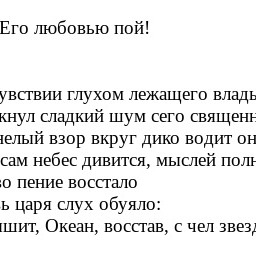 Его любовью пой!
увствии глухом лежащего влады
кнул сладкий шум сего священн
нелый взор вкруг дико водит он
сам небес дивится, мыслей полн
во пение восстало
ь царя слух обуяло:
шит, Океан, восстав, с чел звезд